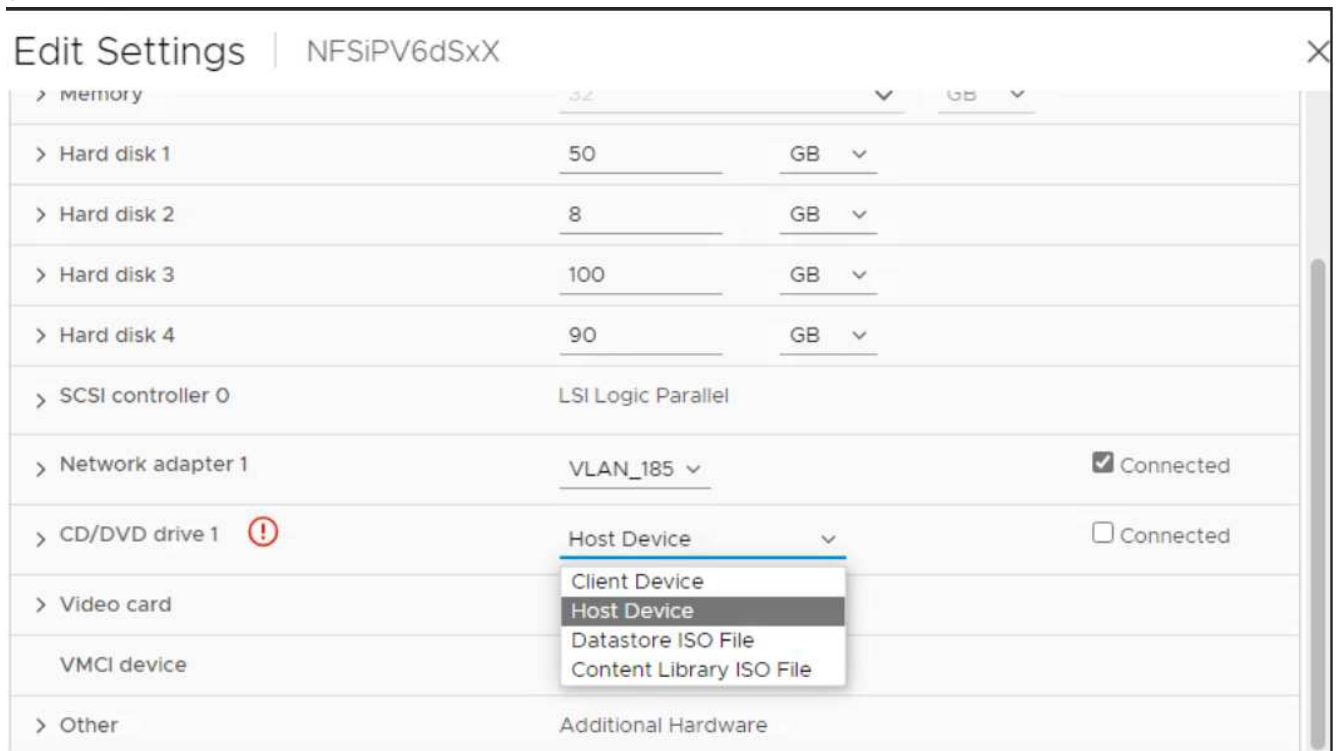 Edit Settings | NFSiPV6dSxX
Memory 32 GB
Hard disk 1 50 GB
Hard disk 2 8 GB
Hard disk 3 100 GB
Hard disk 4 90 GB
SCSI controller 0 LSI Logic Parallel
Network adapter 1 VLAN_185 Connected
CD/DVD drive 1 Host Device Connected
Client Device
Host Device
Datastore ISO File
Content Library ISO File
Video card
VMCI device
Other Additional Hardware